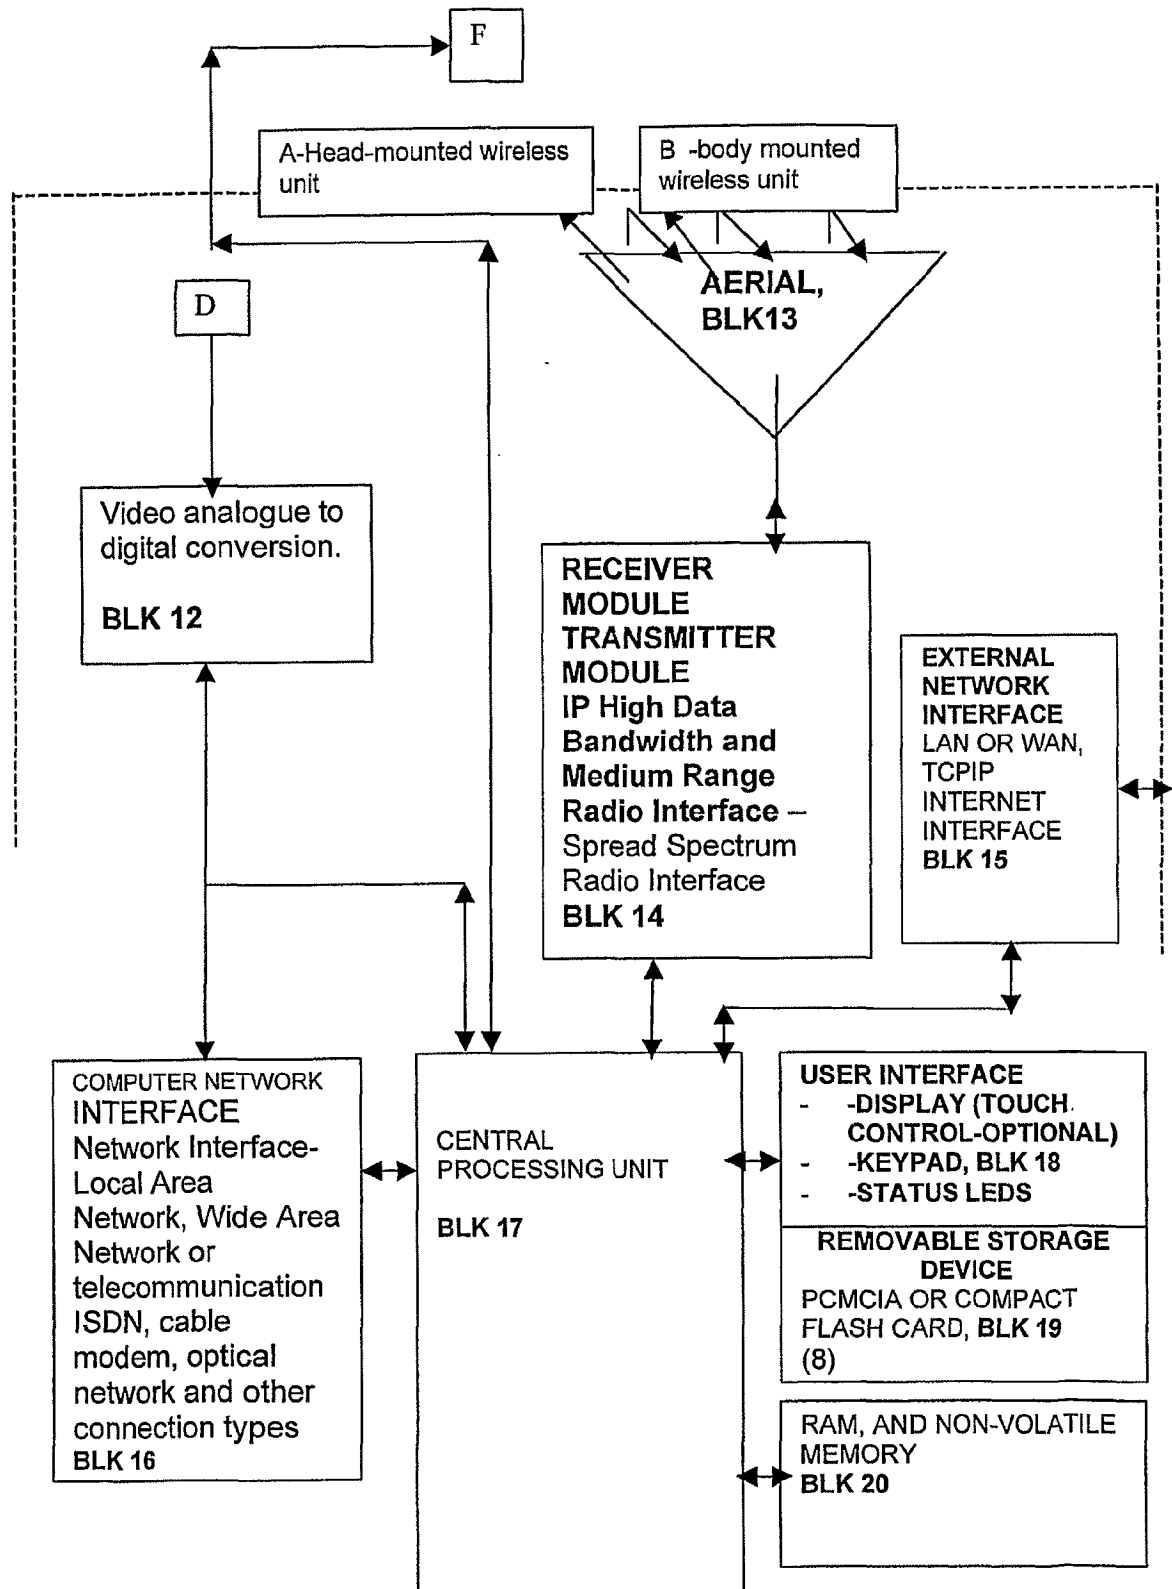 F
A-Head-mounted wireless
unit
B -body mounted
wireless unit
D
AERIAL,
BLK13
Video analogue to
digital conversion.
BLK 12
RECEIVER
MODULE
TRANSMITTER
MODULE
IP High Data
Bandwidth and
Medium Range
Radio Interface –
Spread Spectrum
Radio Interface
BLK 14
EXTERNAL
NETWORK
INTERFACE
LAN OR WAN,
TCPIP
INTERNET
INTERFACE
BLK 15
COMPUTER NETWORK
INTERFACE
Network Interface-
Local Area
Network, Wide Area
Network or
telecommunication
ISDN, cable
modem, optical
network and other
connection types
BLK 16
CENTRAL
PROCESSING UNIT
BLK 17
USER INTERFACE
- -DISPLAY (TOUCH
CONTROL-OPTIONAL)
- -KEYPAD, BLK 18
- -STATUS LEDS
REMOVABLE STORAGE
DEVICE
PCMCIA OR COMPACT
FLASH CARD, BLK 19
(8)
RAM, AND NON-VOLATILE
MEMORY
BLK 20